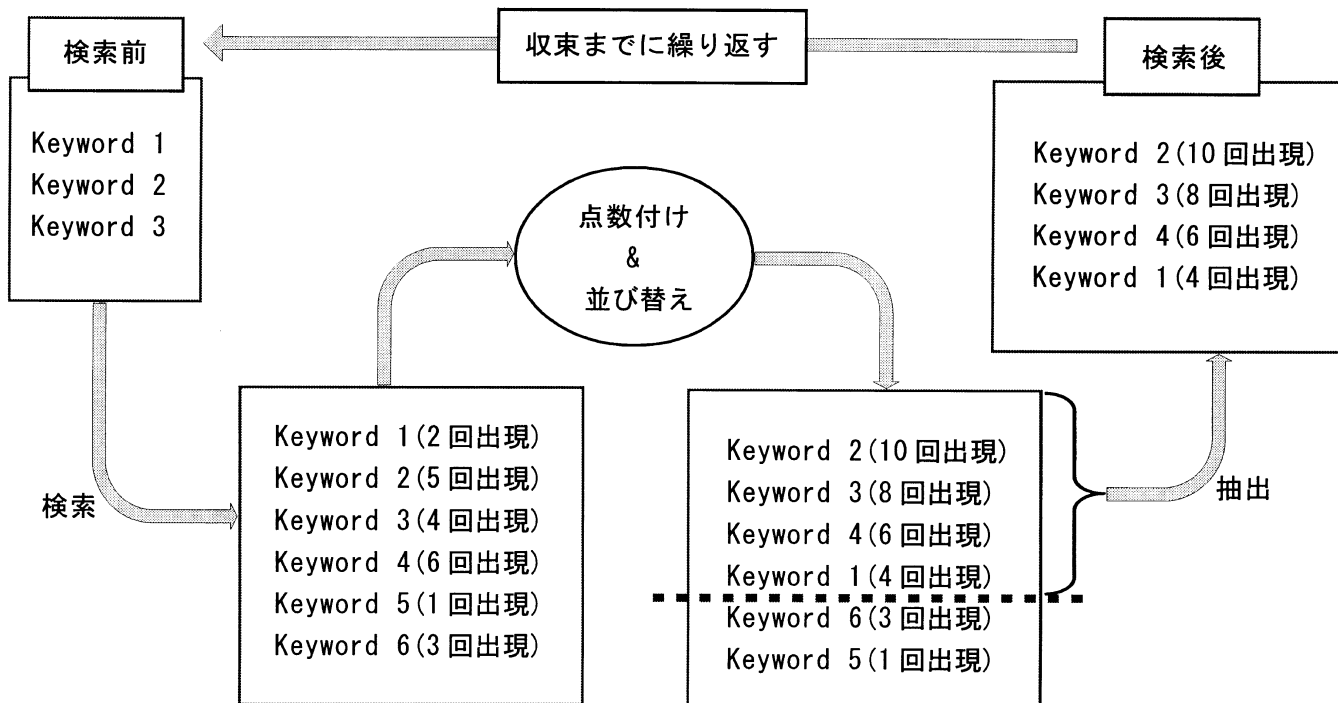 検索前
Keyword 1
Keyword 2
Keyword 3
検索
Keyword 1(2回出現)
Keyword 2(5回出現)
Keyword 3(4回出現)
Keyword 4(6回出現)
Keyword 5(1回出現)
Keyword 6(3回出現)
点数付け
&
並び替え
Keyword 2(10回出現)
Keyword 3(8回出現)
Keyword 4(6回出現)
Keyword 1(4回出現)
Keyword 6(3回出現)
Keyword 5(1回出現)
抽出
検索後
Keyword 2(10回出現)
Keyword 3(8回出現)
Keyword 4(6回出現)
Keyword 1(4回出現)
収束までに繰り返す